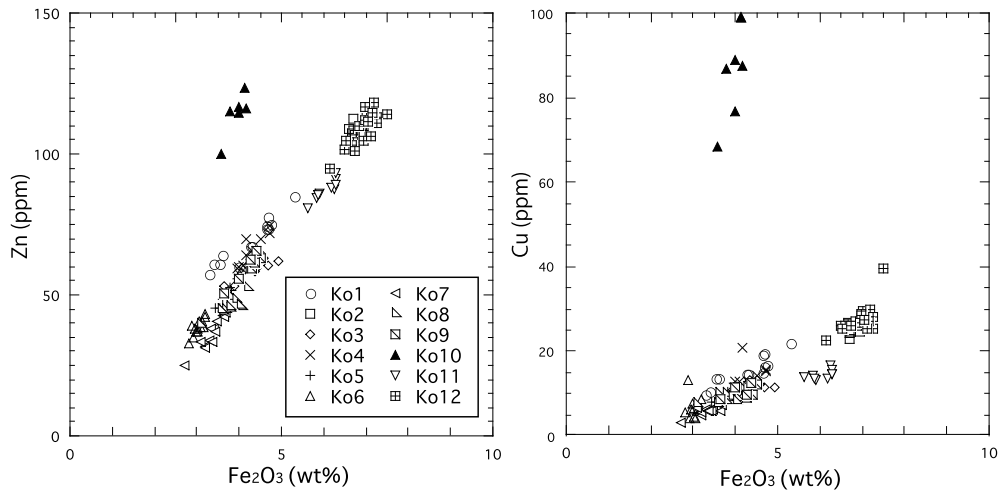 150
100
50
0
Zn (ppm)
0 5 10
Fe2O3 (wt%)
Ko1 Ko7
Ko2 Ko8
Ko3 Ko9
Ko4 Ko10
Ko5 Ko11
Ko6 Ko12
100
80
60
40
20
0
Cu (ppm)
0 5 10
Fe2O3 (wt%)